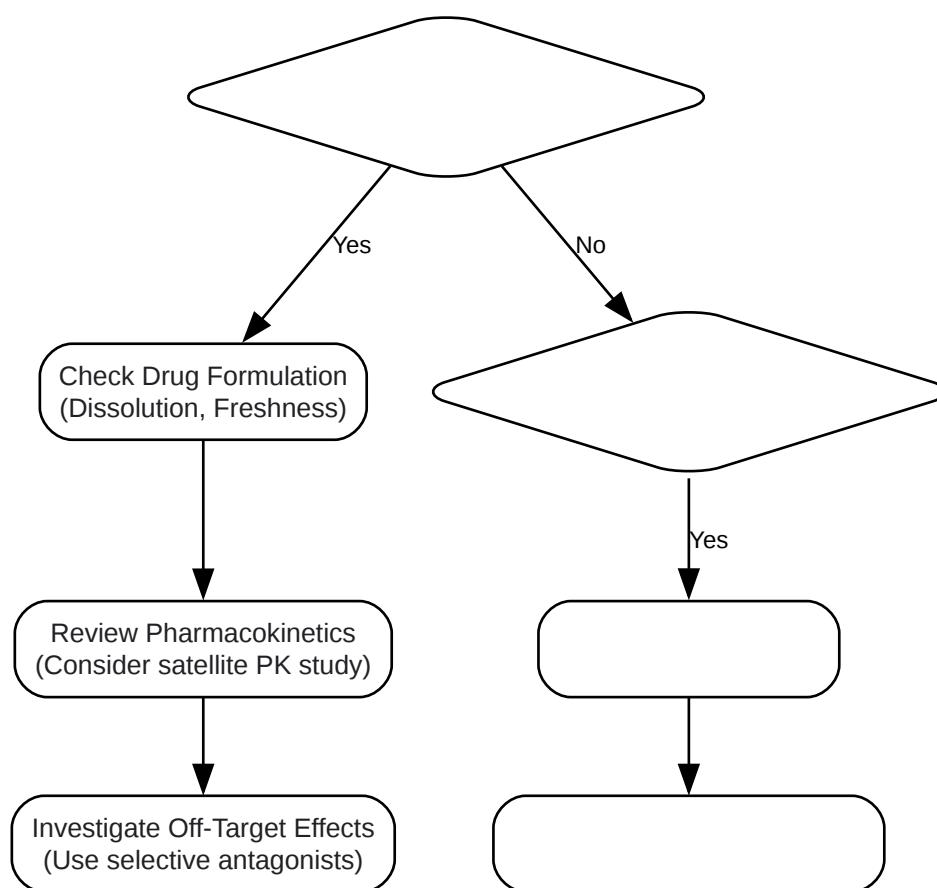 Yes
No
Check Drug Formulation
(Dissolution, Freshness)
Yes
Review Pharmacokinetics
(Consider satellite PK study)
Investigate Off-Target Effects
(Use selective antagonists)